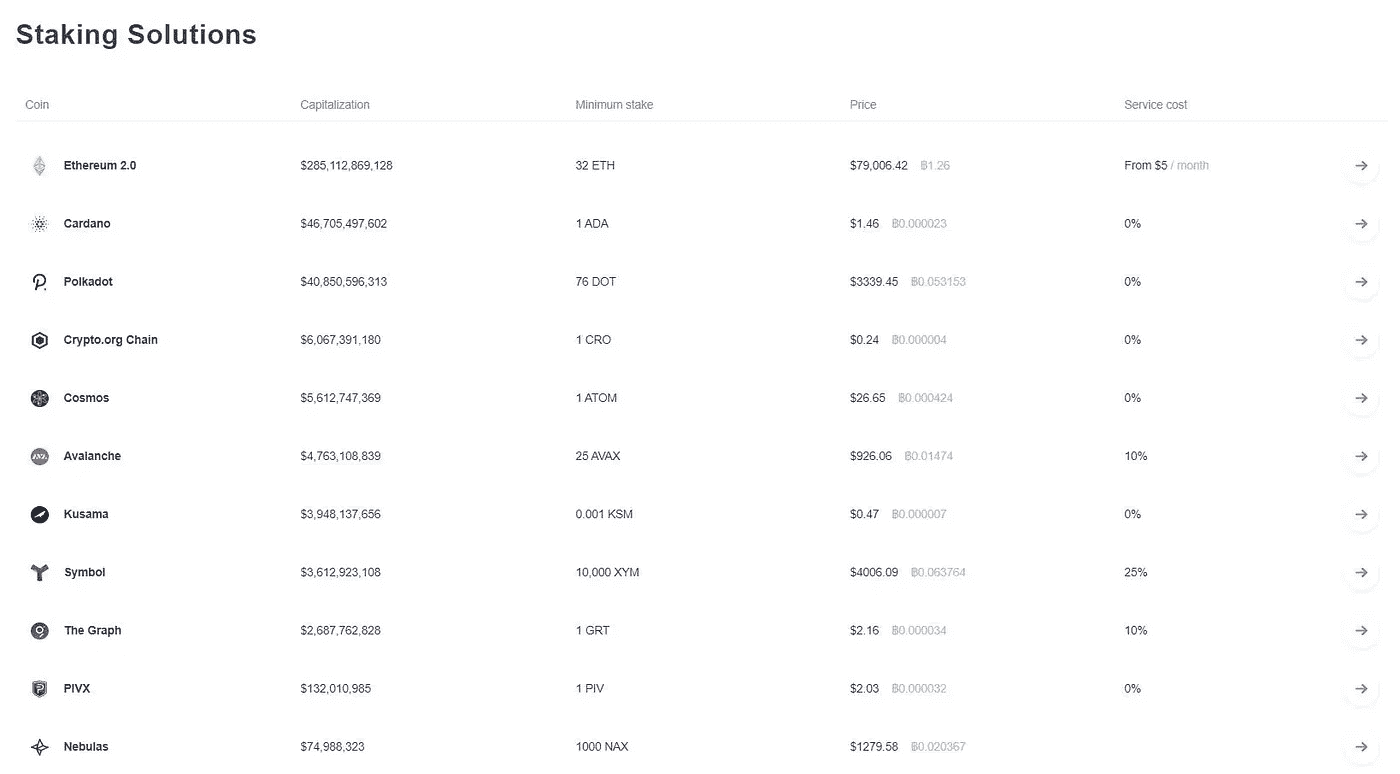 Staking Solutions
Coin Capitalization Minimum stake Price Service cost
Ethereum 2.0 $285,112,869,128 32 ETH $79,006.42 ฿1.26 From $5 / month
Cardano $46,705,497,602 1 ADA $1.46 ฿0.000023 0%
Polkadot $40,850,596,313 76 DOT $3339.45 ฿0.053153 0%
Crypto.org Chain $6,067,391,180 1 CRO $0.24 ฿0.000004 0%
Cosmos $5,612,747,369 1 ATOM $26.65 ฿0.000424 0%
Avalanche $4,763,108,839 25 AVAX $926.06 ฿0.01474 10%
Kusama $3,948,137,656 0.001 KSM $0.47 ฿0.000007 0%
Symbol $3,612,923,108 10,000 XYM $4006.09 ฿0.063764 25%
The Graph $2,687,762,828 1 GRT $2.16 ฿0.000034 10%
PIVX $132,010,985 1 PIV $2.03 ฿0.000032 0%
Nebulas $74,988,323 1000 NAX $1279.58 ฿0.020367